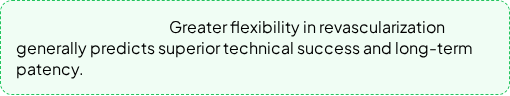 Greater flexibility in revascularization
generally predicts superior technical success and long-term
patency.